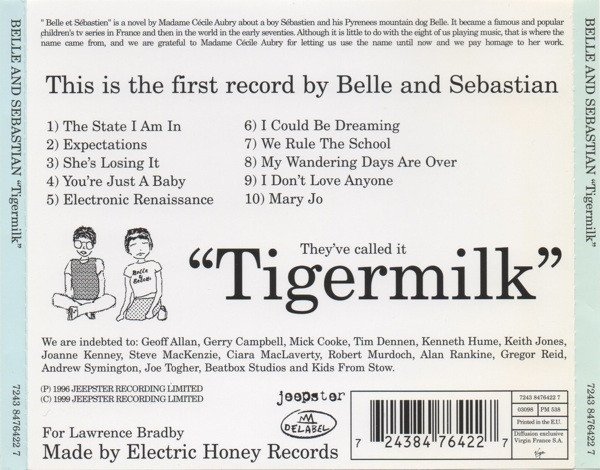 " Belle et Sébastien" is a novel by Madame Cécile Aubry about a boy Sébastien and his Pyrenees mountain dog Belle. It became a famous and popular
children's tv series in France and then in the world in the early seventies. Although it is little to do with the eight of us playing music, that is where the
name came from, and we are grateful to Madame Cécile Aubry for letting us use the name until now and we pay homage to her work.
This is the first record by Belle and Sebastian
1) The State I Am In
2) Expectations
3) She's Losing It
4) You're Just A Baby
5) Electronic Renaissance
6) I Could Be Dreaming
7) We Rule The School
8) My Wandering Days Are Over
9) I Don't Love Anyone
10) Mary Jo
They've called it
“Tigermilk”
We are indebted to: Geoff Allan, Gerry Campbell, Mick Cooke, Tim Dennen, Kenneth Hume, Keith Jones,
Joanne Kenney, Steve MacKenzie, Ciara MacLaverty, Robert Murdoch, Alan Rankine, Gregor Reid,
Andrew Symington, Joe Togher, Beatbox Studios and Kids From Stow.
(P) 1996 JEEPSTER RECORDING LIMITED
(C) 1999 JEEPSTER RECORDING LIMITED
For Lawrence Bradby
Made by Electric Honey Records
jeepster
DELABEL
7 24384 76422 7
7243 8476422 7
03098 PM 538
Printed in the E.U.
Diffusion exclusive
Virgin France S.A.
Virgin
BELLE AND SEBASTIAN "Tigermilk"
7243 8476422 7
BELLE AND SEBASTIAN "Tigermilk"
7243 8476422 7